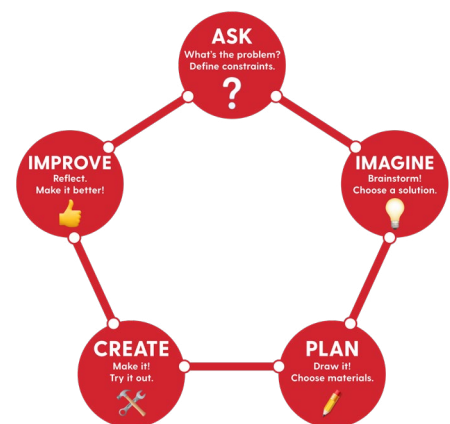 ASK
What's the problem?
Define constraints.
?
IMAGINE
Brainstorm!
Choose a solution.
PLAN
Draw it!
Choose materials.
CREATE
Make it!
Try it out.
IMPROVE
Reflect.
Make it better!